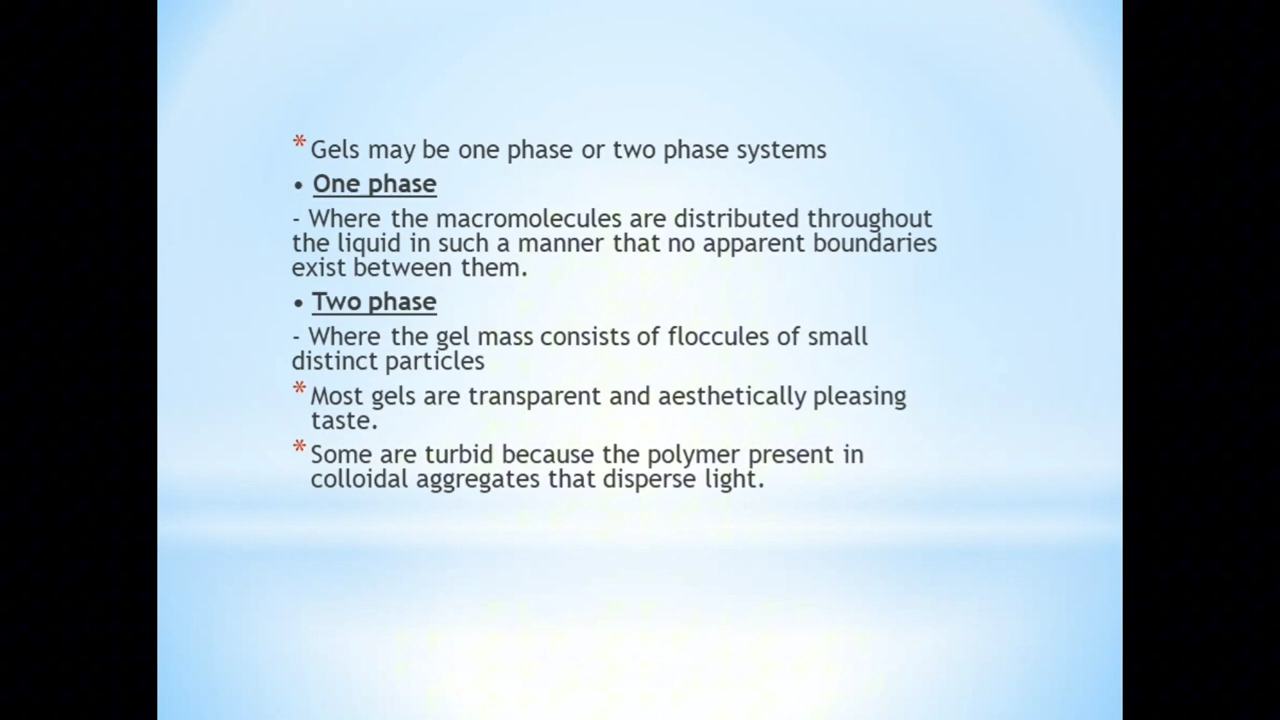 * Gels may be one phase or two phase systems
• One phase
- Where the macromolecules are distributed throughout
the liquid in such a manner that no apparent boundaries
exist between them.
• Two phase
- Where the gel mass consists of floccules of small
distinct particles
* Most gels are transparent and aesthetically pleasing
taste.
* Some are turbid because the polymer present in
colloidal aggregates that disperse light.